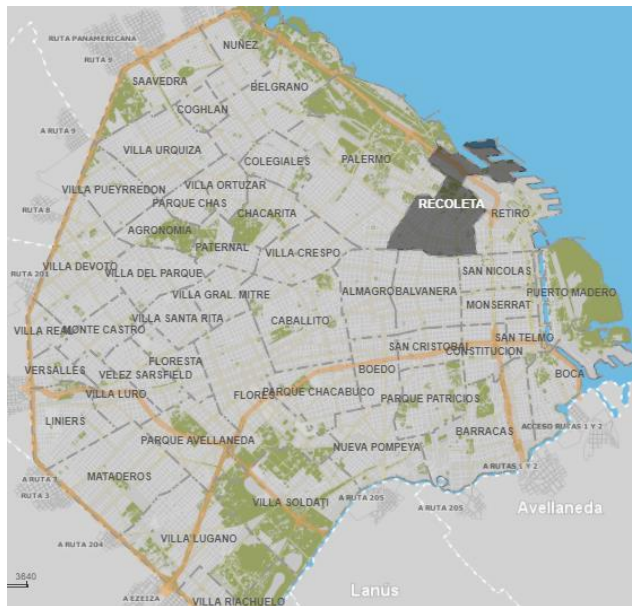 RUTA PANAMERICANA
RUTA 9
NUÑEZ
SAAVEDRA
BELGRANO
COGHLAN
A RUTA 9
VILLA URQUIZA
COLEGIALES
PALERMO
VILLA PUEYRREDON
VILLA ORTUZAR
PARQUE CHAS
RECOLETA
RETIRO
RUTA 8
CHACARITA
AGRONOMIA
PATERNAL
VILLA CRESPO
VILLA DEVOTO
VILLA DEL PARQUE
SAN NICOLAS
RUTA 201
ALMAGRO
BALVANERA
PUERTO MADERO
VILLA GRAL. MITRE
MONSERRAT
VILLA REAL
MONTE CASTRO
VILLA SANTA RITA
CABALLITO
SAN TELMO
SAN CRISTOBAL
CONSTITUCION
FLORESTA
VERSALLES
VELEZ SARSFIELD
BOEDO
BOCA
VILLA LURO
FLORES
PARQUE CHACABUCO
PARQUE PATRICIOS
LINIERS
ACCESO RUTAS 1 Y 2
BARRACAS
PARQUE AVELLANEDA
NUEVA POMPEYA
A RUTAS 1 Y 2
MATADEROS
RUTA 3
A RUTA 205
VILLA SOLDATI
A RUTA 205
Avellaneda
VILLA LUGANO
A RUTA 204
3640
Lanús
A EZEIZA
VILLA RIACHUELO